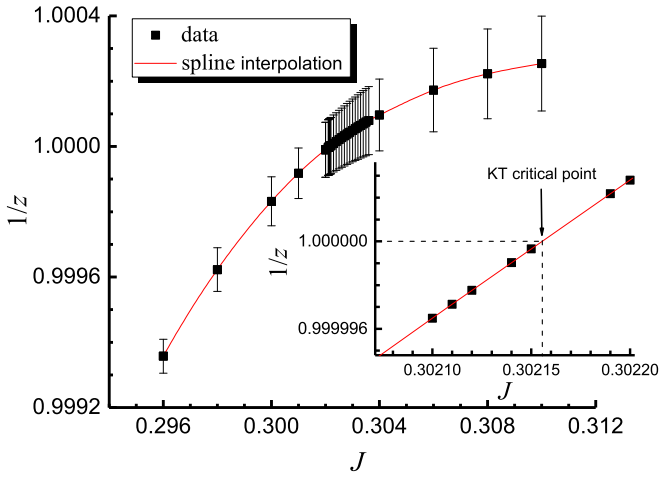 1.0004
data
spline interpolation
1.0000
KT critical point
1/z
1.000000
1/z
0.9996
0.999996
0.30210
0.30215
0.30220
J
0.9992
0.296
0.300
0.304
0.308
0.312
J